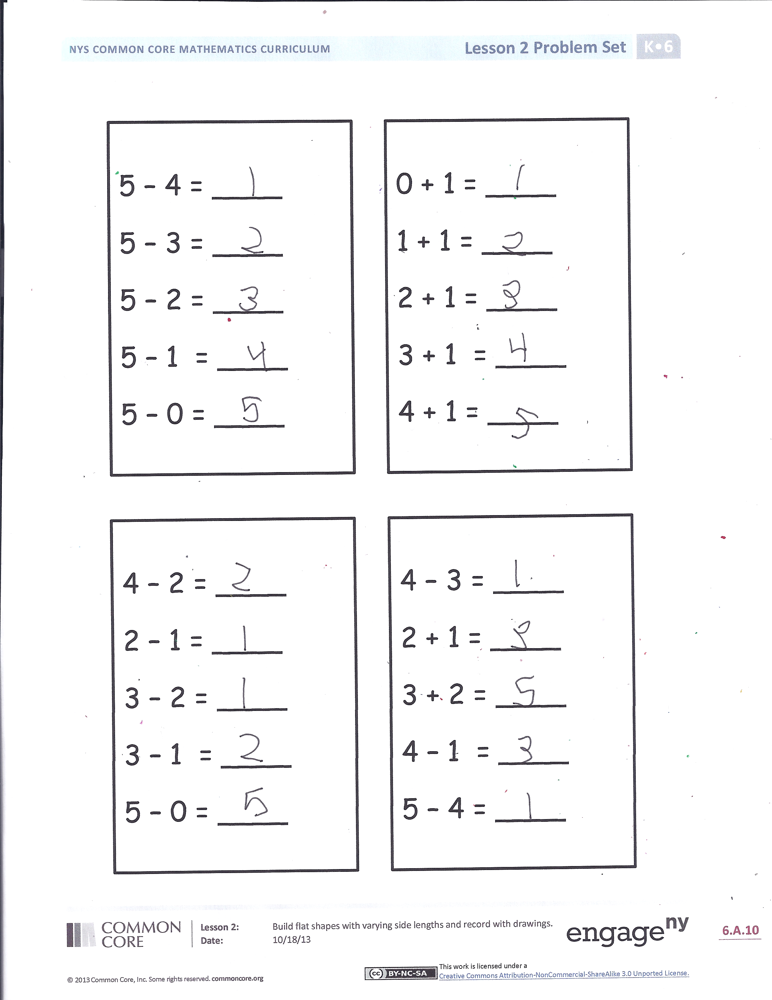 NYS COMMON CORE MATHEMATICS CURRICULUM
Lesson 2 Problem Set K•6
5 - 4 = 1
5 - 3 = 2
5 - 2 = 3
5 - 1 = 4
5 - 0 = 5
0 + 1 = 1
1 + 1 = 2
2 + 1 = 3
3 + 1 = 4
4 + 1 = 5
4 - 2 = 2
2 - 1 = 1
3 - 2 = 1
3 - 1 = 2
5 - 0 = 5
4 - 3 = 1
2 + 1 = 3
3 + 2 = 5
4 - 1 = 3
5 - 4 = 1
COMMON
CORE
Lesson 2: Build flat shapes with varying side lengths and record with drawings.
Date: 10/18/13
engage ny
6.A.10
© 2013 Common Core, Inc. Some rights reserved. commoncore.org
cc BY-NC-SA
This work is licensed under a
Creative Commons Attribution-NonCommercial-ShareAlike 3.0 Unported License.